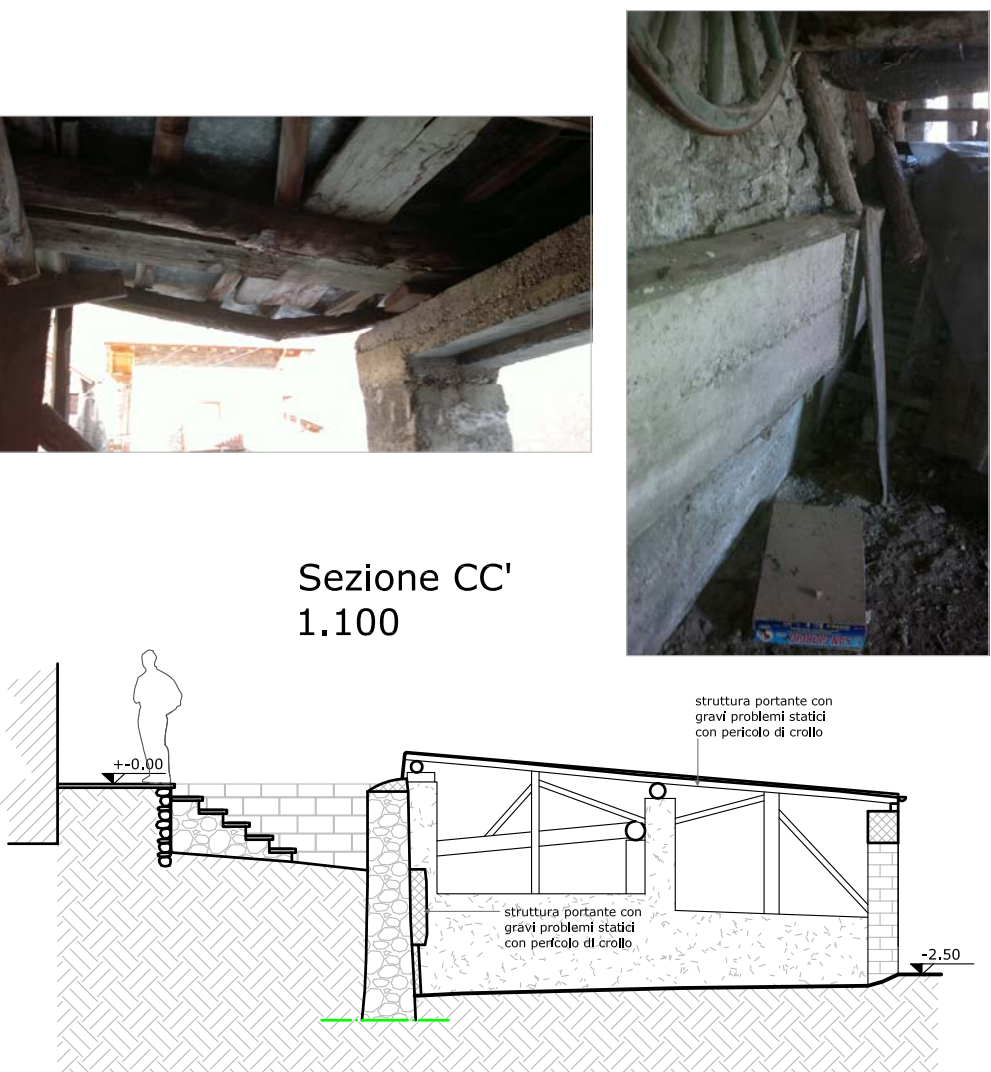 Sezione CC'
1.100
struttura portante con
gravi problemi statici
con pericolo di crollo
+-0.00
struttura portante con
gravi problemi statici
con pericolo di crollo
-2.50